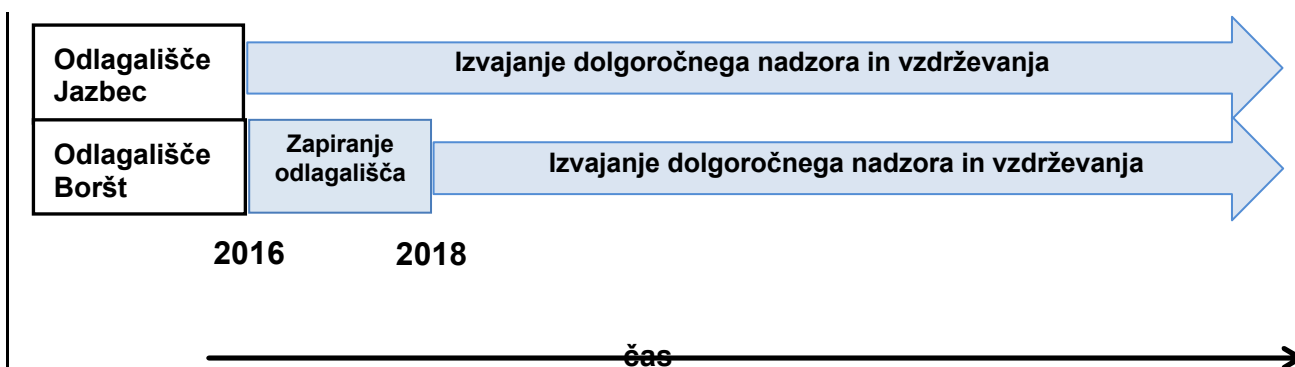 Odlagališče
Jazbec
Izvajanje dolgoročnega nadzora in vzdrževanja
Odlagališče
Boršt
Zapiranje
odlagališča
Izvajanje dolgoročnega nadzora in vzdrževanja
2016
2018
čas